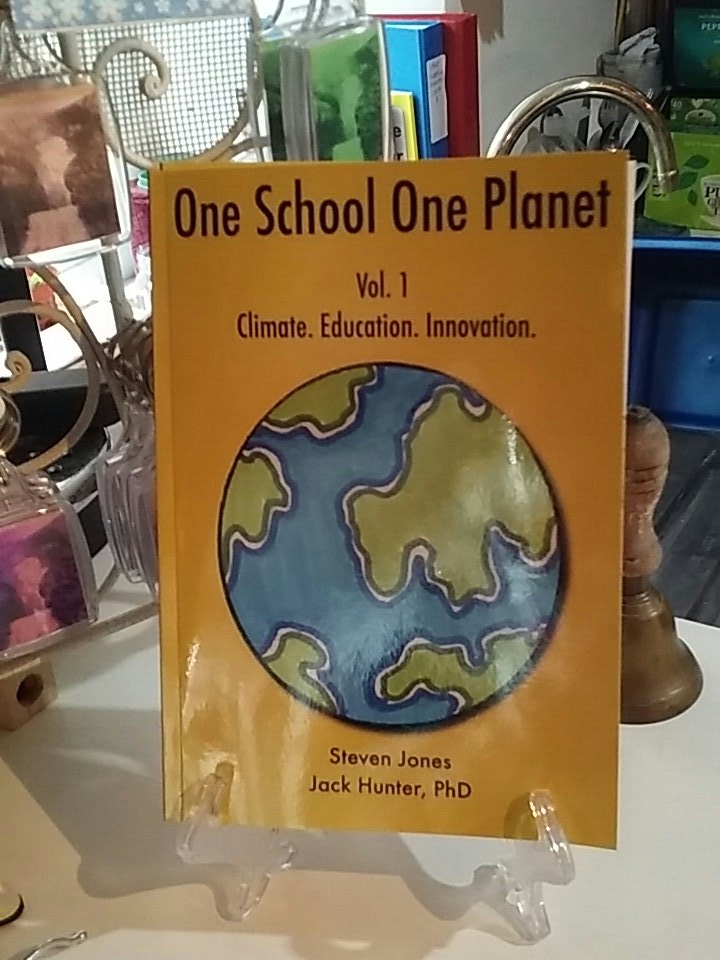 One School One Planet
Vol. 1
Climate. Education. Innovation.
Steven Jones
Jack Hunter, PhD